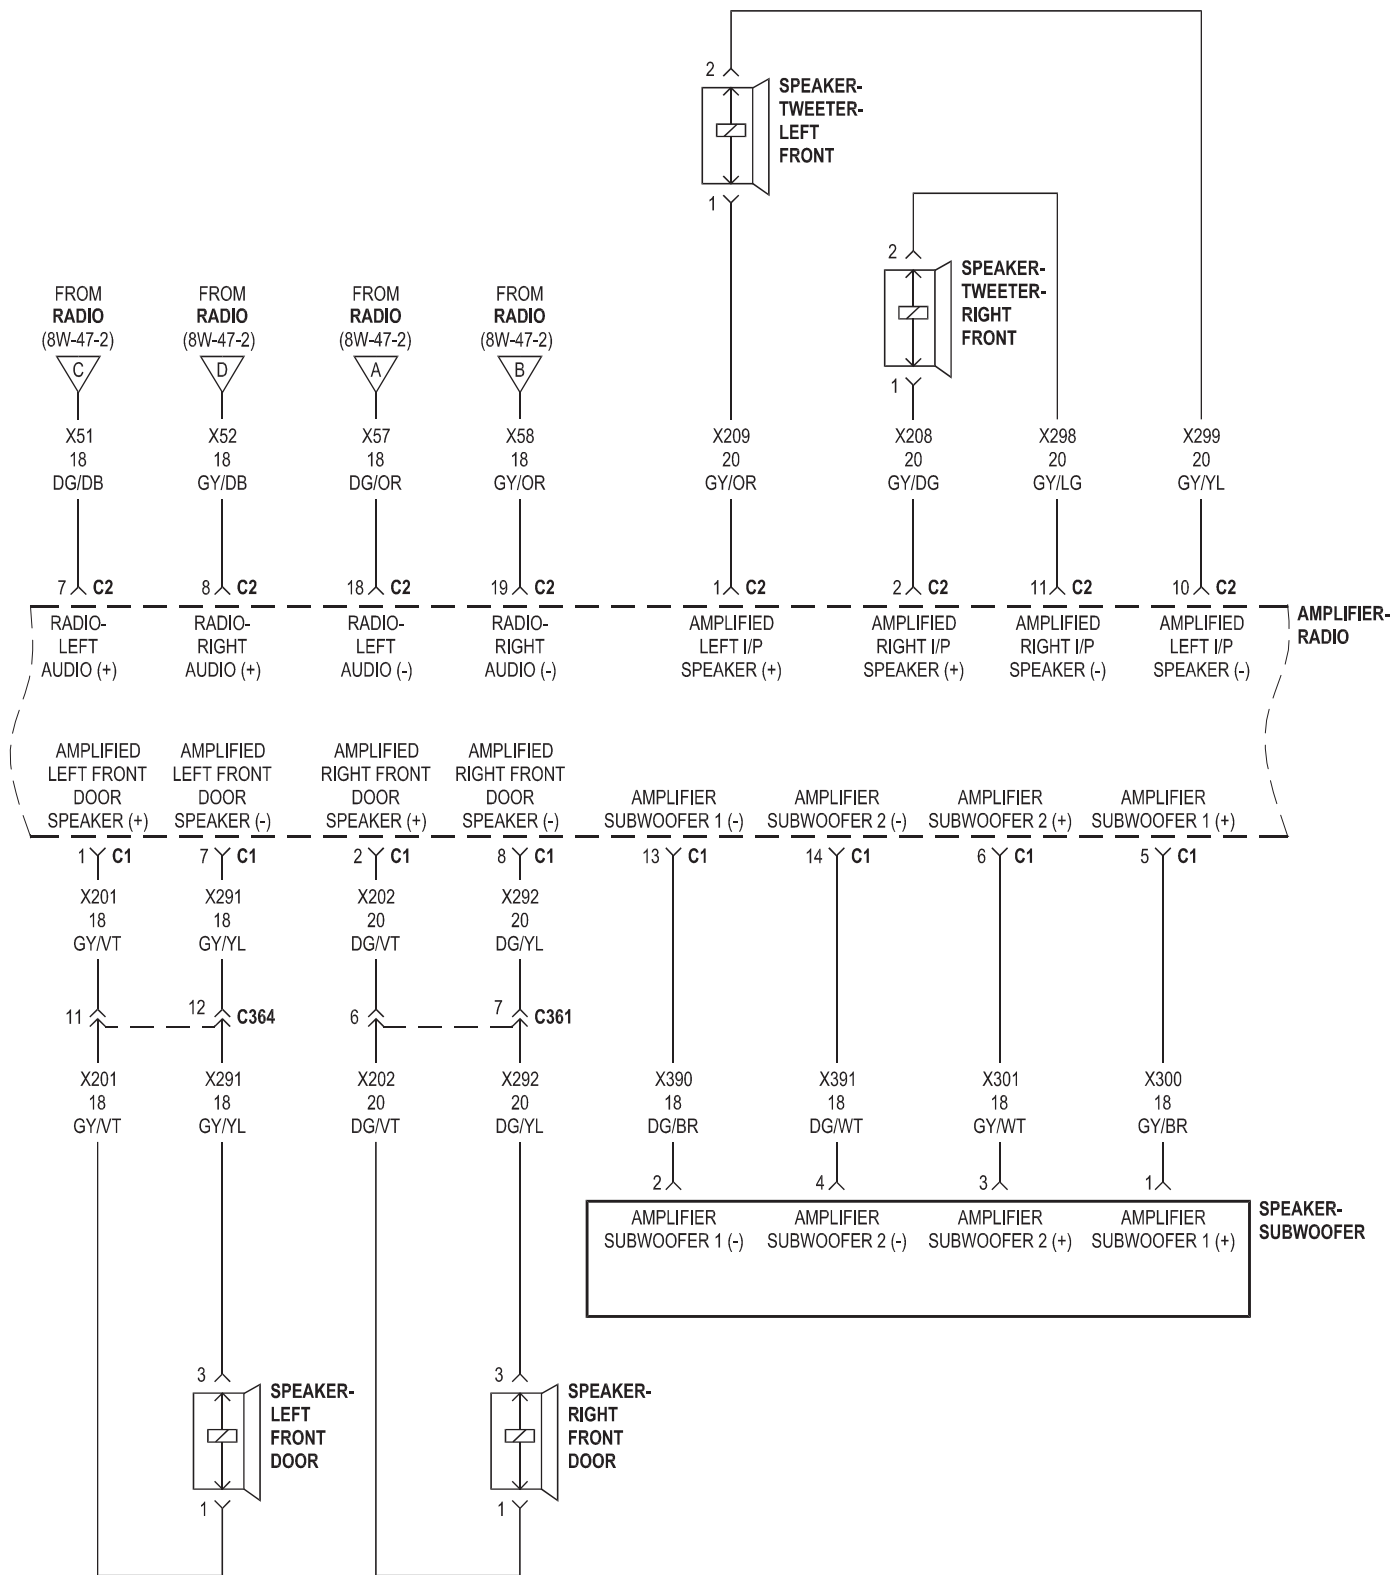 2
SPEAKER-
TWEETER-
LEFT
FRONT
1
2
SPEAKER-
TWEETER-
RIGHT
FRONT
1
FROM FROM FROM FROM
RADIO RADIO RADIO RADIO
(8W-47-2) (8W-47-2) (8W-47-2) (8W-47-2)
C D A B
X51 X52 X57 X58 X209 X208 X298 X299
18 18 18 18 20 20 20 20
DG/DB GY/DB DG/OR GY/OR GY/OR GY/DG GY/LG GY/YL
7 C2 8 C2 18 C2 19 C2 1 C2 2 C2 11 C2 10 C2
AMPLIFIER-
RADIO
RADIO- RADIO- RADIO- RADIO- AMPLIFIED AMPLIFIED AMPLIFIED AMPLIFIED
LEFT RIGHT LEFT RIGHT LEFT I/P RIGHT I/P RIGHT I/P LEFT I/P
AUDIO (+) AUDIO (+) AUDIO (-) AUDIO (-) SPEAKER (+) SPEAKER (+) SPEAKER (-) SPEAKER (-)
AMPLIFIED AMPLIFIED AMPLIFIED AMPLIFIED
LEFT FRONT LEFT FRONT RIGHT FRONT RIGHT FRONT
DOOR DOOR DOOR DOOR AMPLIFIER AMPLIFIER AMPLIFIER AMPLIFIER
SPEAKER (+) SPEAKER (-) SPEAKER (+) SPEAKER (-) SUBWOOFER 1 (-) SUBWOOFER 2 (-) SUBWOOFER 2 (+) SUBWOOFER 1 (+)
1 C1 7 C1 2 C1 8 C1 13 C1 14 C1 6 C1 5 C1
X201 X291 X202 X292
18 18 20 20
GY/VT GY/YL DG/VT DG/YL
11 12 C364 6 7 C361
X201 X291 X202 X292 X390 X391 X301 X300
18 18 20 20 18 18 18 18
GY/VT GY/YL DG/VT DG/YL DG/BR DG/WT GY/WT GY/BR
2 4 3 1
SPEAKER-
SUBWOOFER
AMPLIFIER AMPLIFIER AMPLIFIER AMPLIFIER
SUBWOOFER 1 (-) SUBWOOFER 2 (-) SUBWOOFER 2 (+) SUBWOOFER 1 (+)
3 3
SPEAKER- SPEAKER-
LEFT RIGHT
FRONT FRONT
DOOR DOOR
1 1